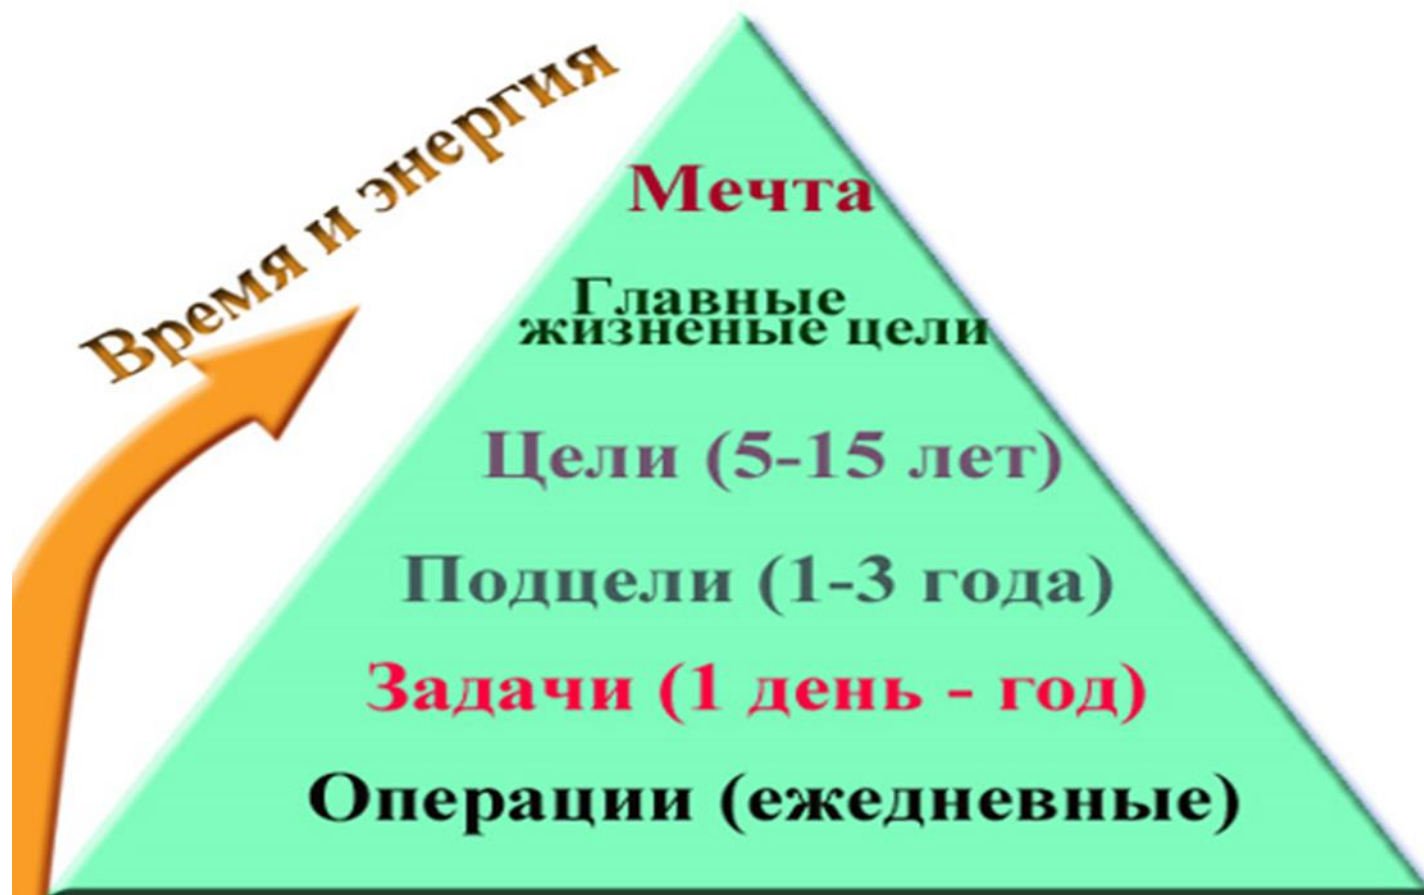 Время и энергия
Мечта
Главные
жизненые цели
Цели (5-15 лет)
Подцели (1-3 года)
Задачи (1 день - год)
Операции (ежедневные)